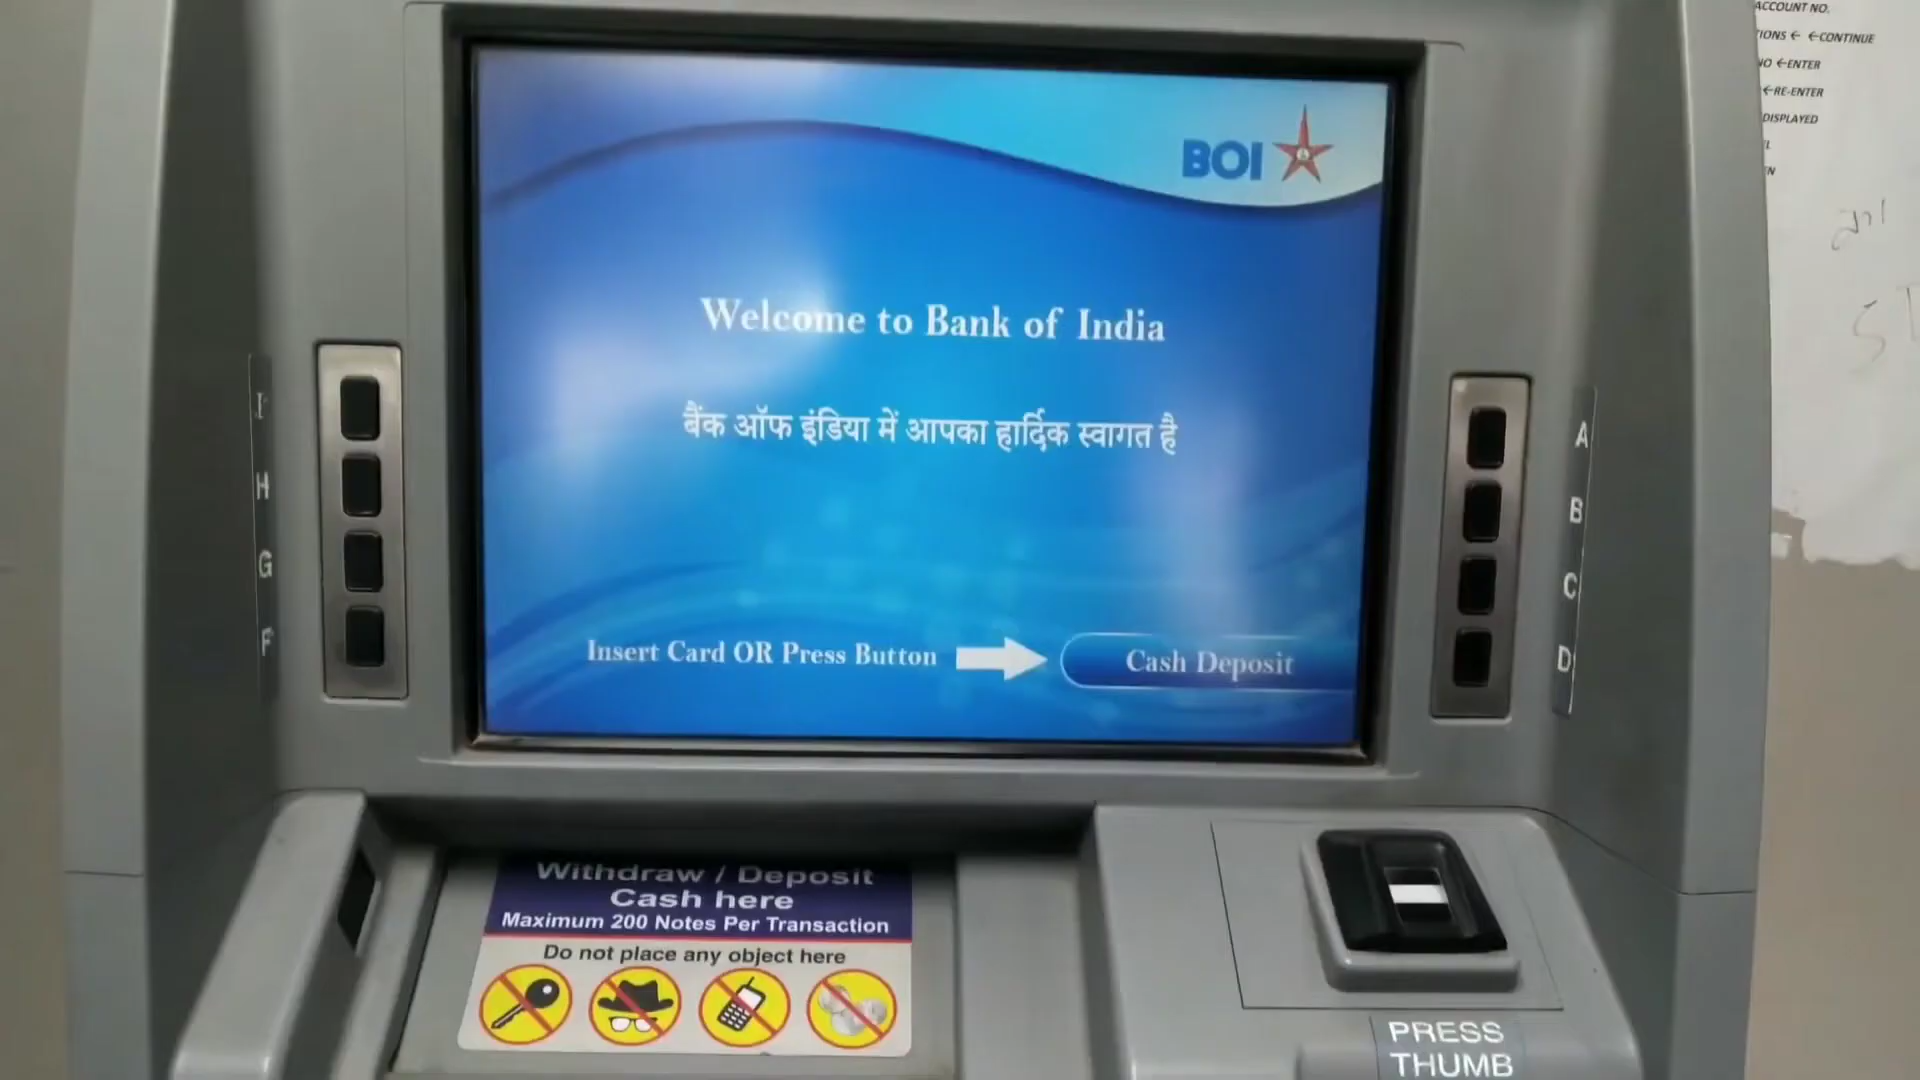 BOI
Welcome to Bank of India
बैंक ऑफ इंडिया में आपका हार्दिक स्वागत है
Insert Card OR Press Button
Cash Deposit
I
H
G
F
A
B
C
D
Withdraw / Deposit
Cash here
Maximum 200 Notes Per Transaction
Do not place any object here
PRESS
THUMB
ACCOUNT NO.
←CONTINUE
←ENTER
←RE-ENTER
DISPLAYED